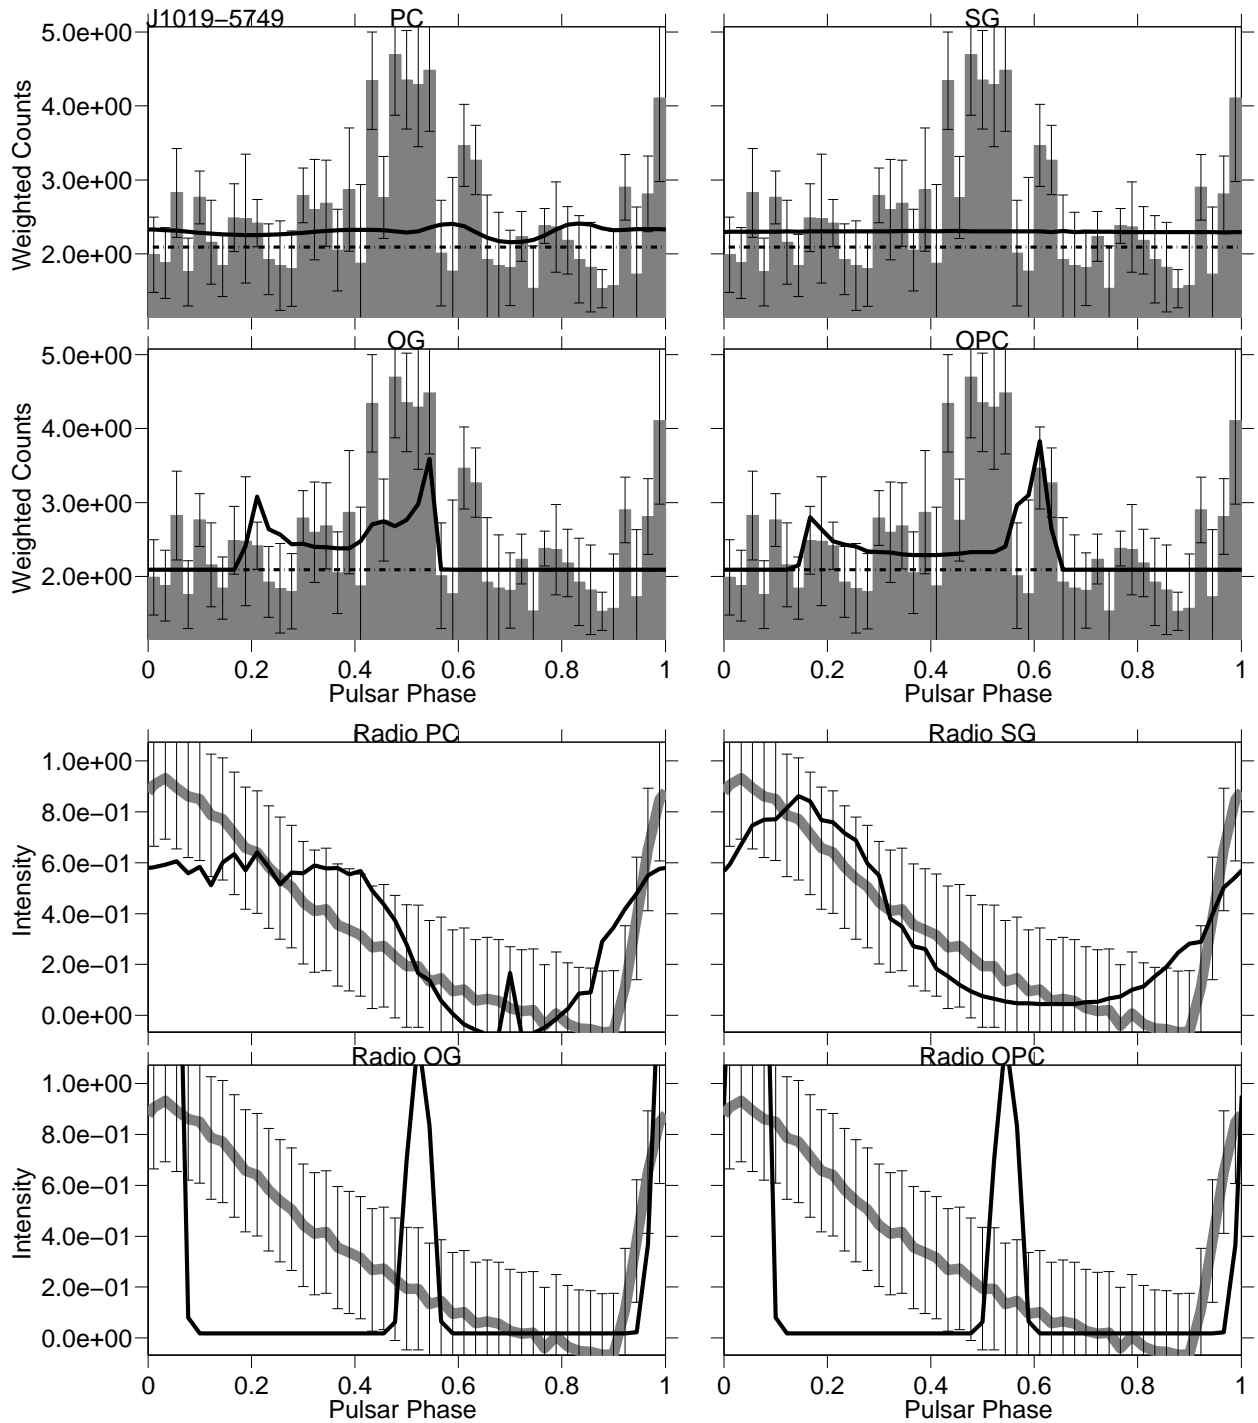 J1019−5749 PC SG
5.0e+00
4.0e+00
3.0e+00
2.0e+00
Weighted Counts
Weighted Counts
OG OPC
5.0e+00
4.0e+00
3.0e+00
2.0e+00
Weighted Counts
Weighted Counts
0 0.2 0.4 0.6 0.8 1
0 0.2 0.4 0.6 0.8 1
Pulsar Phase Pulsar Phase
Radio PC Radio SG
1.0e+00
8.0e−01
6.0e−01
4.0e−01
2.0e−01
0.0e+00
Intensity
Intensity
Radio OG Radio OPC
1.0e+00
8.0e−01
6.0e−01
4.0e−01
2.0e−01
0.0e+00
Intensity
Intensity
0 0.2 0.4 0.6 0.8 1
0 0.2 0.4 0.6 0.8 1
Pulsar Phase Pulsar Phase